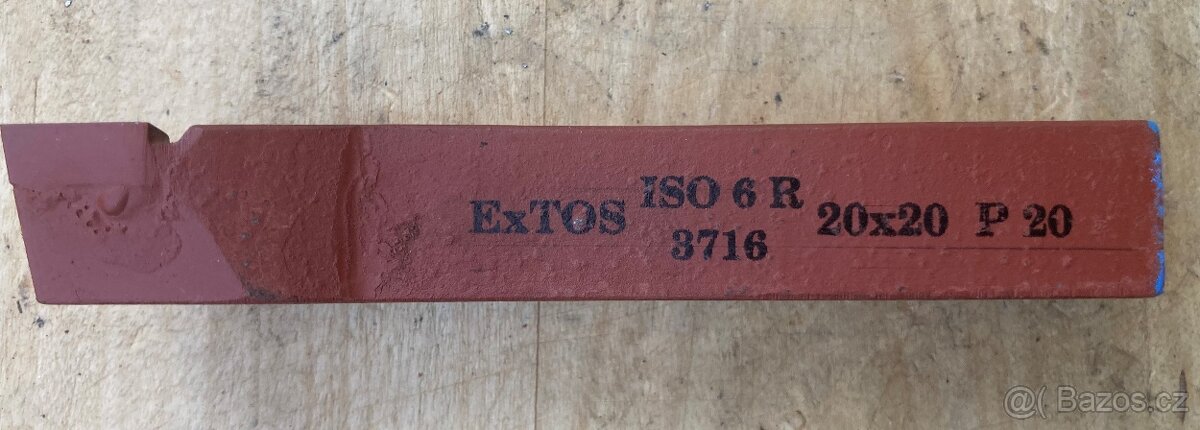 ExTOS ISO 6 R 20x20 P 20
3716
@( Bazos.cz